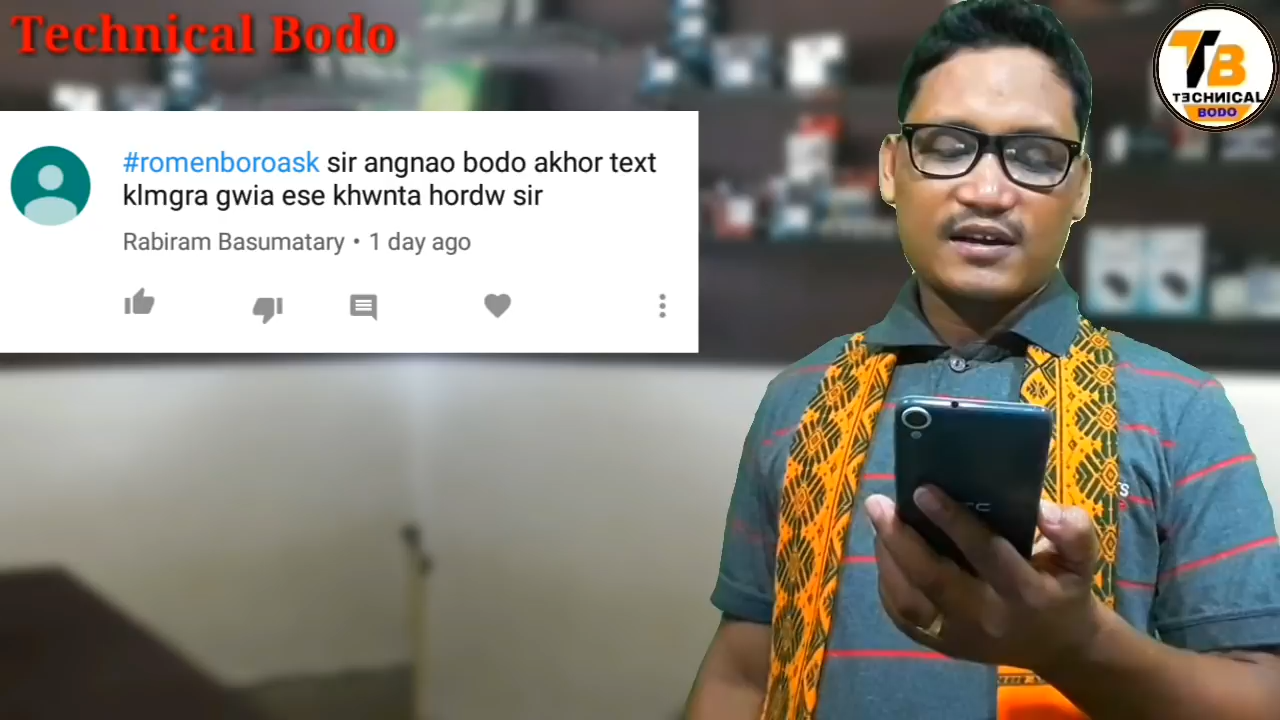 Technical Bodo
TB
TECHNICAL
BODO
#romenboroask sir angnao bodo akhor text
klmgra gwia ese khwnta hordw sir
Rabiram Basumatary • 1 day ago